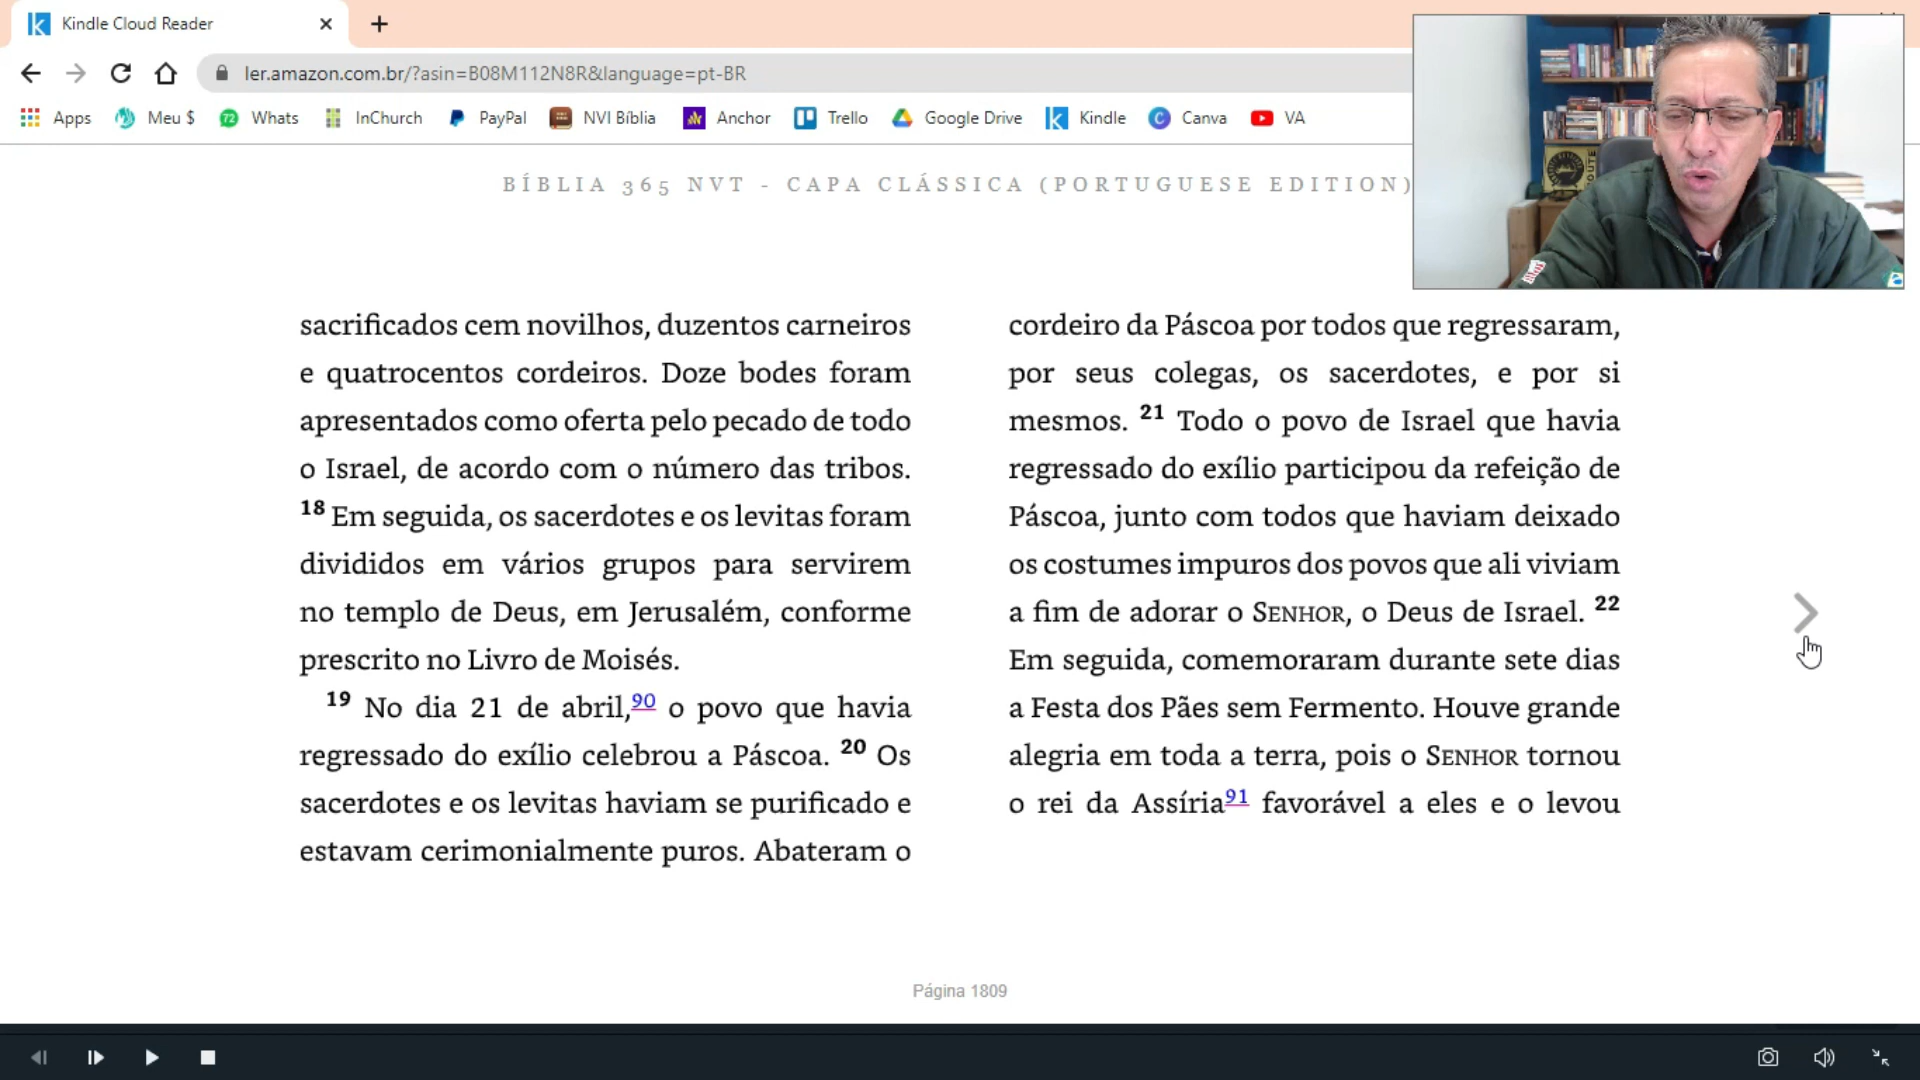 Kindle Cloud Reader
ler.amazon.com.br/?asin=B08M112N8R&language=pt-BR
Apps Meu $ Whats InChurch PayPal NVI Bíblia Anchor Trello Google Drive Kindle Canva VA
BÍBLIA 365 NVT - CAPA CLÁSSICA (PORTUGUESE EDITION)
sacrificados cem novilhos, duzentos carneiros
e quatrocentos cordeiros. Doze bodes foram
apresentados como oferta pelo pecado de todo
o Israel, de acordo com o número das tribos.
18 Em seguida, os sacerdotes e os levitas foram
divididos em vários grupos para servirem
no templo de Deus, em Jerusalém, conforme
prescrito no Livro de Moisés.
19 No dia 21 de abril,90 o povo que havia
regressado do exílio celebrou a Páscoa. 20 Os
sacerdotes e os levitas haviam se purificado e
estavam cerimonialmente puros. Abateram o
cordeiro da Páscoa por todos que regressaram,
por seus colegas, os sacerdotes, e por si
mesmos. 21 Todo o povo de Israel que havia
regressado do exílio participou da refeição de
Páscoa, junto com todos que haviam deixado
os costumes impuros dos povos que ali viviam
a fim de adorar o SENHOR, o Deus de Israel. 22
Em seguida, comemoraram durante sete dias
a Festa dos Pães sem Fermento. Houve grande
alegria em toda a terra, pois o SENHOR tornou
o rei da Assíria91 favorável a eles e o levou
Página 1809